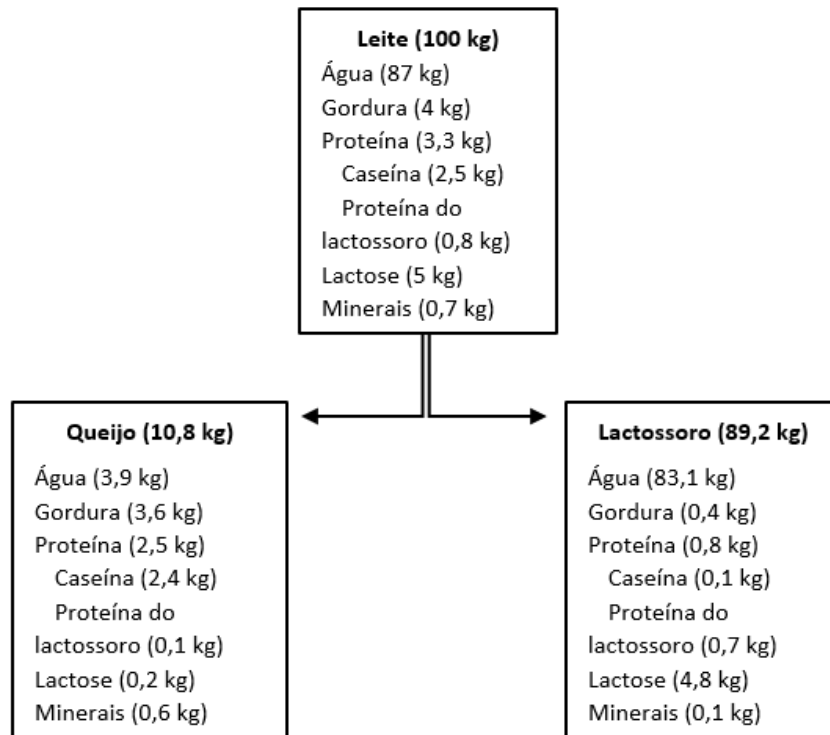 Leite (100 kg)
Água (87 kg)
Gordura (4 kg)
Proteína (3,3 kg)
Caseína (2,5 kg)
Proteína do
lactossoro (0,8 kg)
Lactose (5 kg)
Minerais (0,7 kg)
Queijo (10,8 kg)
Água (3,9 kg)
Gordura (3,6 kg)
Proteína (2,5 kg)
Caseína (2,4 kg)
Proteína do
lactossoro (0,1 kg)
Lactose (0,2 kg)
Minerais (0,6 kg)
Lactossoro (89,2 kg)
Água (83,1 kg)
Gordura (0,4 kg)
Proteína (0,8 kg)
Caseína (0,1 kg)
Proteína do
lactossoro (0,7 kg)
Lactose (4,8 kg)
Minerais (0,1 kg)